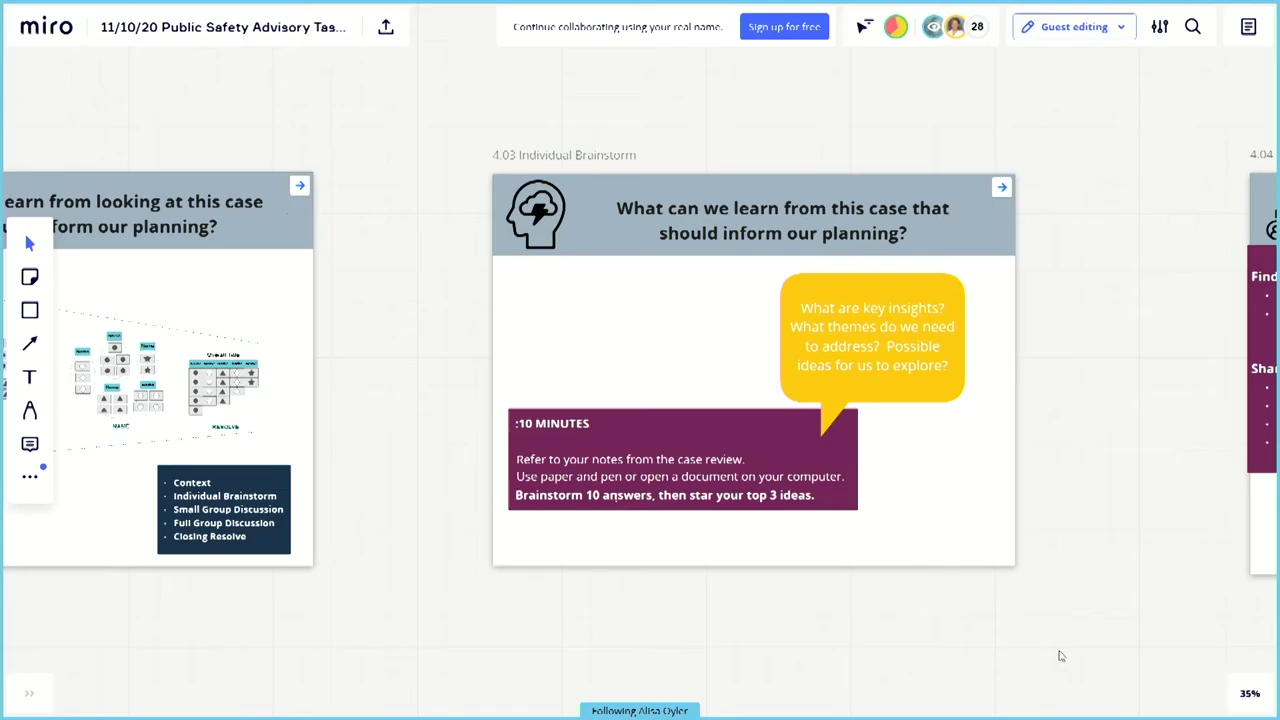 miro
11/10/20 Public Safety Advisory Tas...
Continue collaborating using your real name.
Sign up for free
28
Guest editing
4.03 Individual Brainstorm
4.04
earn from looking at this case
form our planning?
What can we learn from this case that
should inform our planning?
What are key insights?
What themes do we need
to address? Possible
ideas for us to explore?
:10 MINUTES
Refer to your notes from the case review.
Use paper and pen or open a document on your computer.
Brainstorm 10 answers, then star your top 3 ideas.
NAME
RESOLVE
· Context
· Individual Brainstorm
· Small Group Discussion
· Full Group Discussion
· Closing Resolve
Find
Shar
Following Alisa Oyler
35%